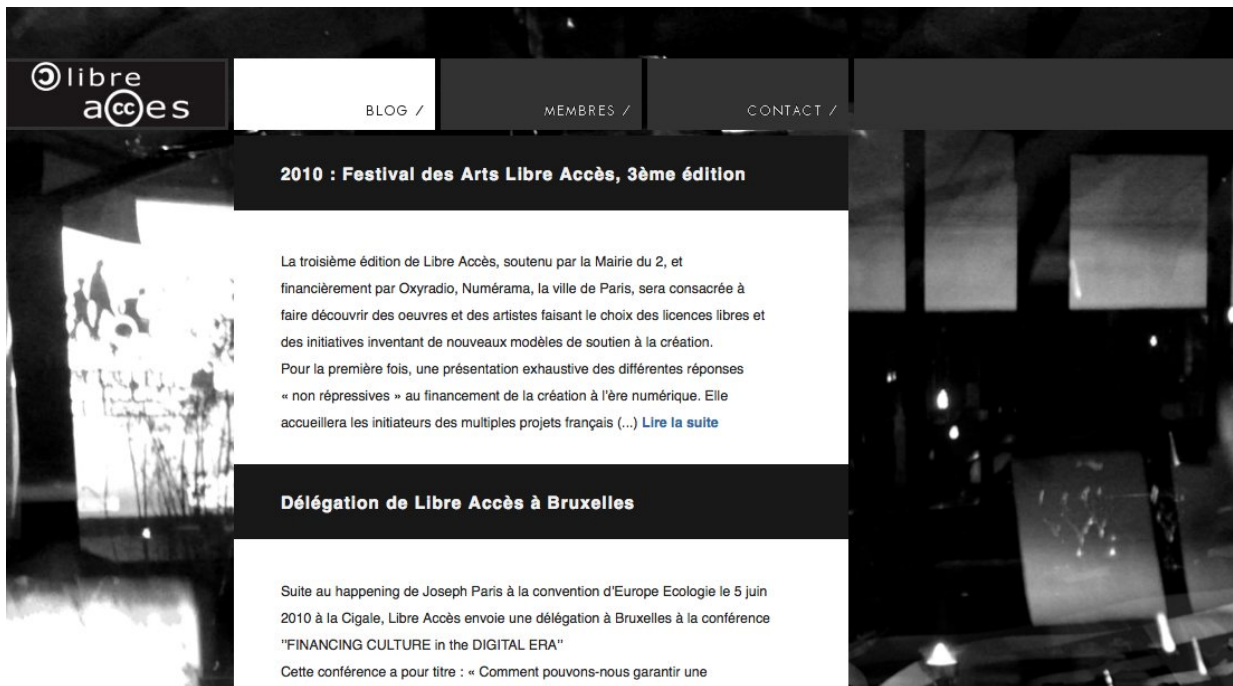 libre
acces
BLOG /
MEMBRES /
CONTACT /
2010 : Festival des Arts Libre Accès, 3ème édition
La troisième édition de Libre Accès, soutenu par la Mairie du 2, et
financièrement par Oxyradio, Numérama, la ville de Paris, sera consacrée à
faire découvrir des oeuvres et des artistes faisant le choix des licences libres et
des initiatives inventant de nouveaux modèles de soutien à la création.
Pour la première fois, une présentation exhaustive des différentes réponses
« non répressives » au financement de la création à l'ère numérique. Elle
accueillera les initiateurs des multiples projets français (...) Lire la suite
Délégation de Libre Accès à Bruxelles
Suite au happening de Joseph Paris à la convention d'Europe Ecologie le 5 juin
2010 à la Cigale, Libre Accès envoie une délégation à Bruxelles à la conférence
"FINANCING CULTURE in the DIGITAL ERA"
Cette conférence a pour titre : « Comment pouvons-nous garantir une